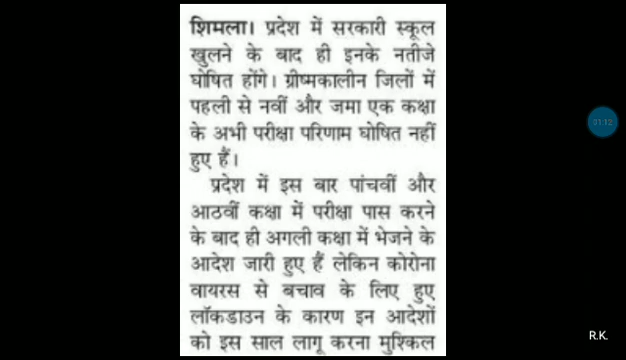 शिमला। प्रदेश में सरकारी स्कूल
खुलने के बाद ही इनके नतीजे
घोषित होंगे। ग्रीष्मकालीन जिलों में
पहली से नवीं और जमा एक कक्षा
के अभी परीक्षा परिणाम घोषित नहीं
हुए हैं।
प्रदेश में इस बार पांचवीं और
आठवीं कक्षा में परीक्षा पास करने
के बाद ही अगली कक्षा में भेजने के
आदेश जारी हुए हैं लेकिन कोरोना
वायरस से बचाव के लिए हुए
लॉकडाउन के कारण इन आदेशों
को इस साल लागू करना मुश्किल
01:12
R.K.